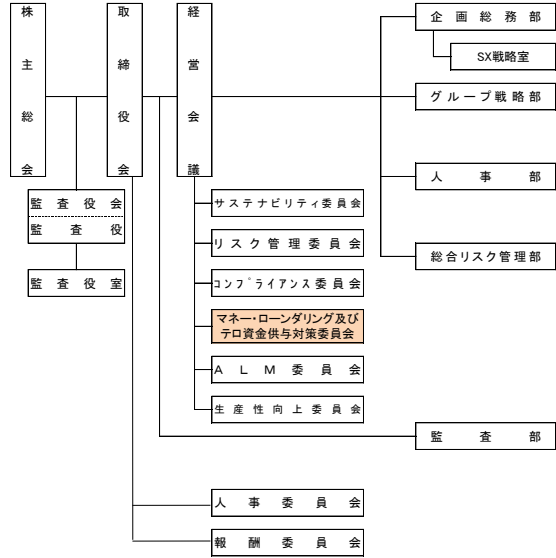 株主総会
取締役会
経営会議
企画総務部
SX戦略室
グループ戦略部
人事部
総合リスク管理部
監査役会
監査役
監査役室
サステナビリティ委員会
リスク管理委員会
コンプライアンス委員会
マネー・ローンダリング及び
テロ資金供与対策委員会
ALM委員会
生産性向上委員会
監査部
人事委員会
報酬委員会